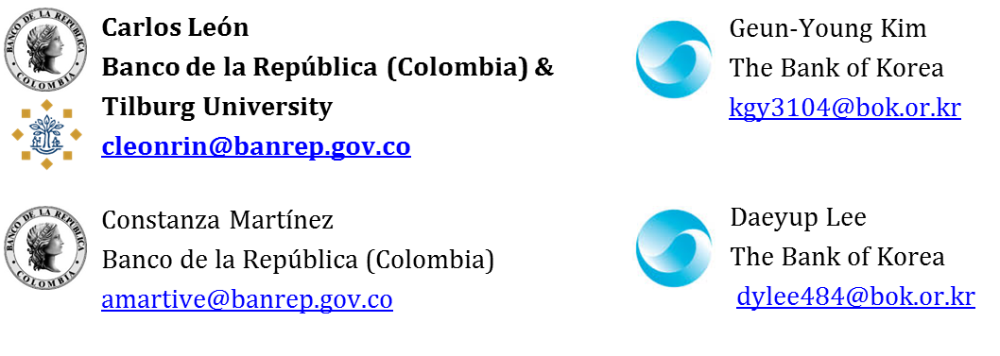 BANCO DE LA REPÚBLICA
COLOMBIA
Carlos León
Banco de la República (Colombia) &
Tilburg University
cleonrin@banrep.gov.co
Geun-Young Kim
The Bank of Korea
kgy3104@bok.or.kr
BANCO DE LA REPÚBLICA
COLOMBIA
Constanza Martínez
Banco de la República (Colombia)
amartive@banrep.gov.co
Daeyup Lee
The Bank of Korea
dylee484@bok.or.kr